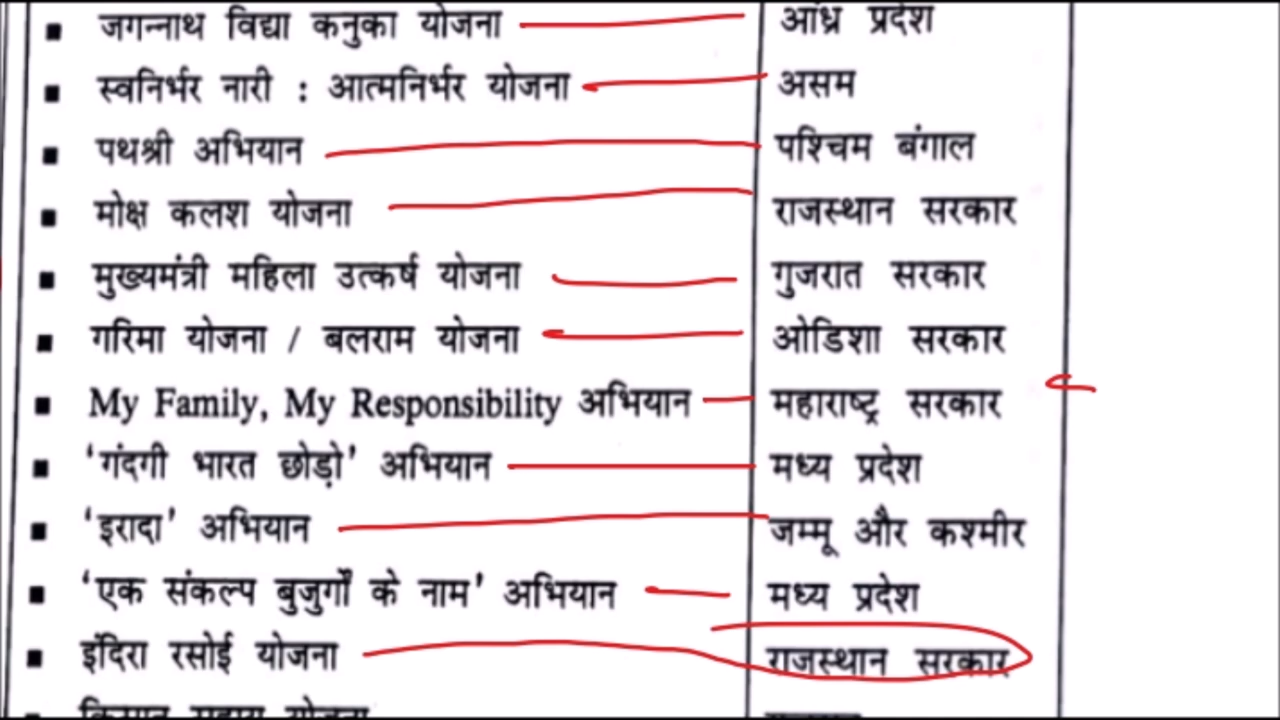 ▪ जगन्नाथ विद्या कनुका योजना आंध्र प्रदेश
▪ स्वनिर्भर नारी : आत्मनिर्भर योजना असम
▪ पथश्री अभियान पश्चिम बंगाल
▪ मोक्ष कलश योजना राजस्थान सरकार
▪ मुख्यमंत्री महिला उत्कर्ष योजना गुजरात सरकार
▪ गरिमा योजना / बलराम योजना ओडिशा सरकार
▪ My Family, My Responsibility अभियान महाराष्ट्र सरकार
▪ 'गंदगी भारत छोड़ो' अभियान मध्य प्रदेश
▪ 'इरादा' अभियान जम्मू और कश्मीर
▪ 'एक संकल्प बुजुर्गों के नाम' अभियान मध्य प्रदेश
▪ इंदिरा रसोई योजना राजस्थान सरकार